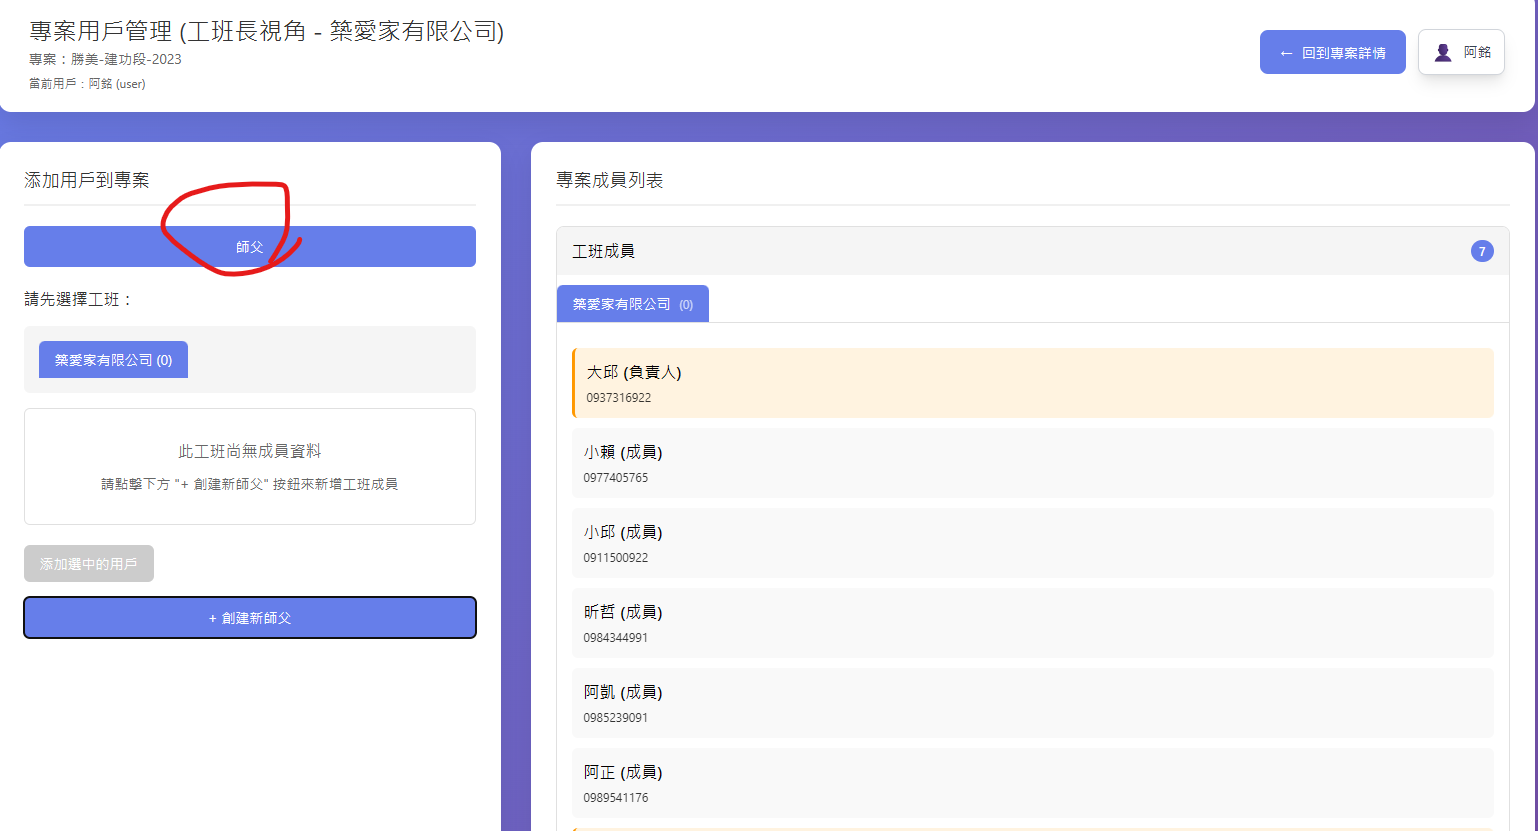 專案用戶管理 (工班長視角 - 築愛家有限公司)
專案：勝美-建功段-2023
當前用戶：阿銘 (user)
← 回到專案詳情
阿銘
添加用戶到專案
師父
請先選擇工班：
築愛家有限公司 (0)
此工班尚無成員資料
請點擊下方 "+ 創建新師父" 按鈕來新增工班成員
添加選中的用戶
+ 創建新師父
專案成員列表
工班成員
7
築愛家有限公司 (0)
大邱 (負責人)
0937316922
小賴 (成員)
0977405765
小邱 (成員)
0911500922
昕哲 (成員)
0984344991
阿凱 (成員)
0985239091
阿正 (成員)
0989541176